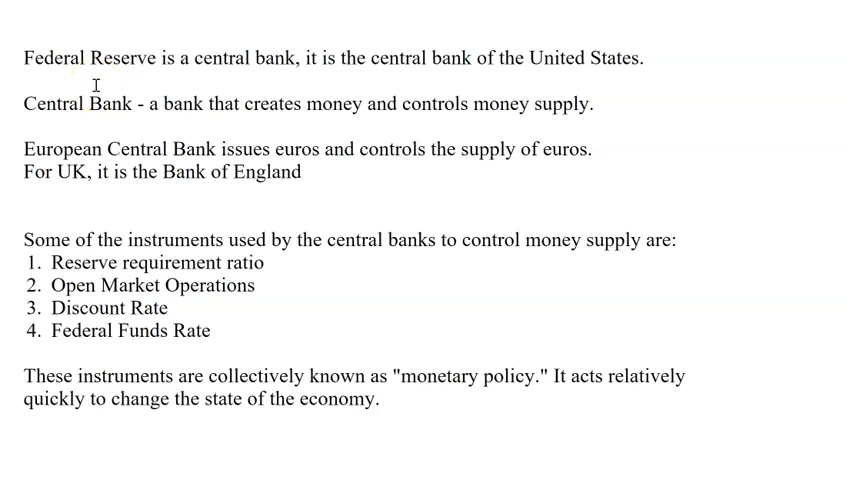 Federal Reserve is a central bank, it is the central bank of the United States.
Central Bank - a bank that creates money and controls money supply.
European Central Bank issues euros and controls the supply of euros.
For UK, it is the Bank of England
Some of the instruments used by the central banks to control money supply are:
1. Reserve requirement ratio
2. Open Market Operations
3. Discount Rate
4. Federal Funds Rate
These instruments are collectively known as "monetary policy." It acts relatively
quickly to change the state of the economy.